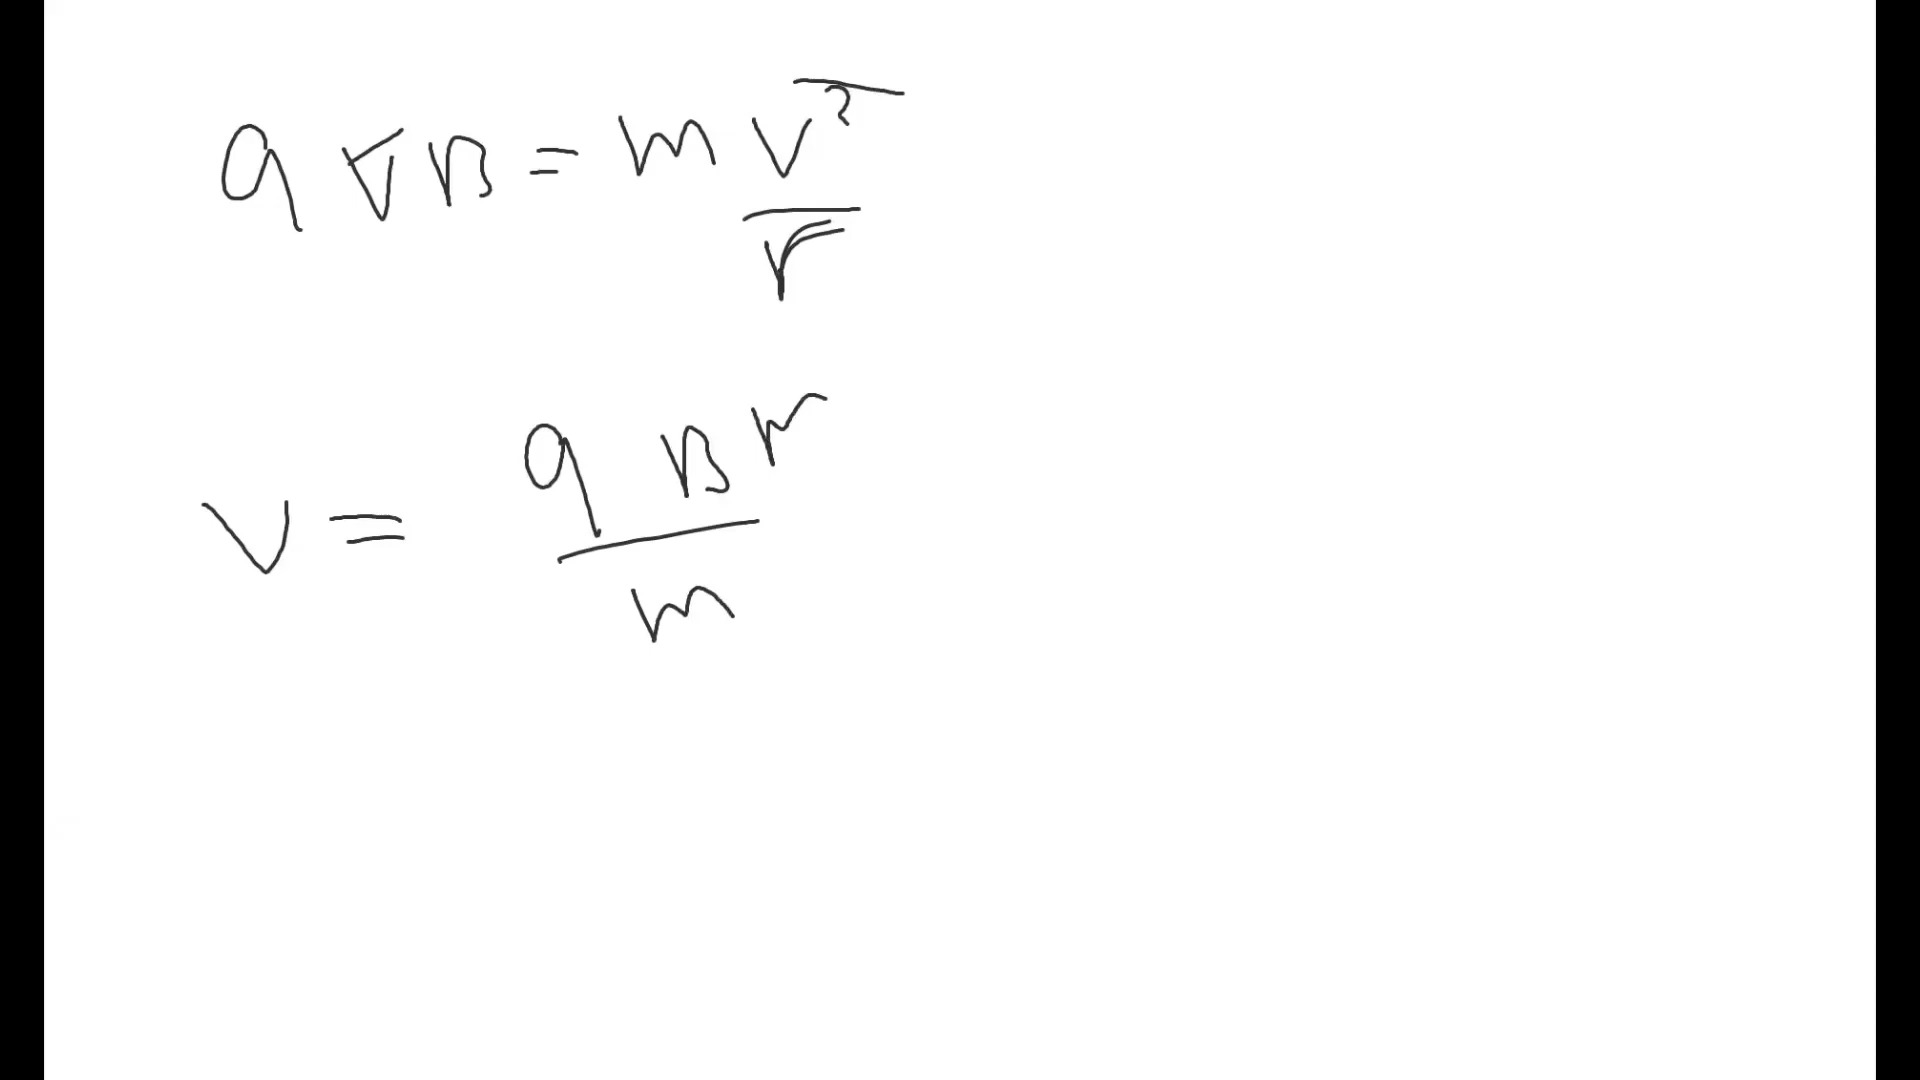 q v B = m v² / r
v = q B r / m